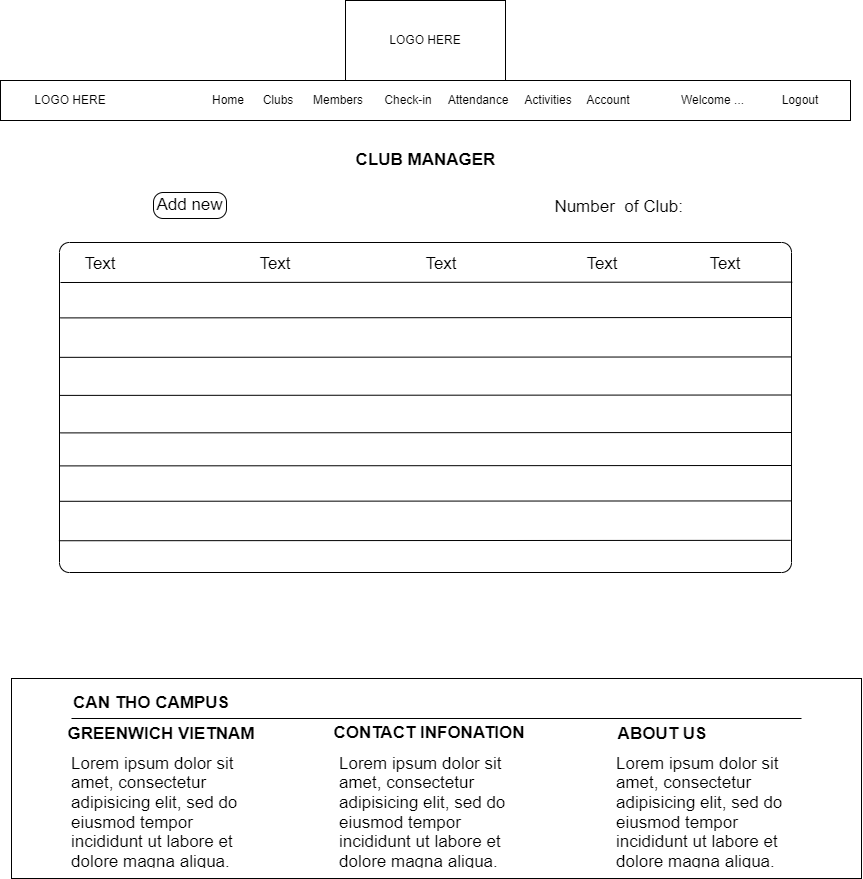 LOGO HERE
LOGO HERE Home Clubs Members Check-in Attendance Activities Account Welcome ... Logout
CLUB MANAGER
Add new Number of Club:
Text Text Text Text Text
CAN THO CAMPUS
GREENWICH VIETNAM
Lorem ipsum dolor sit
amet, consectetur
adipisicing elit, sed do
eiusmod tempor
incididunt ut labore et
dolore magna aliqua.
CONTACT INFONATION
Lorem ipsum dolor sit
amet, consectetur
adipisicing elit, sed do
eiusmod tempor
incididunt ut labore et
dolore magna aliqua.
ABOUT US
Lorem ipsum dolor sit
amet, consectetur
adipisicing elit, sed do
eiusmod tempor
incididunt ut labore et
dolore magna aliqua.